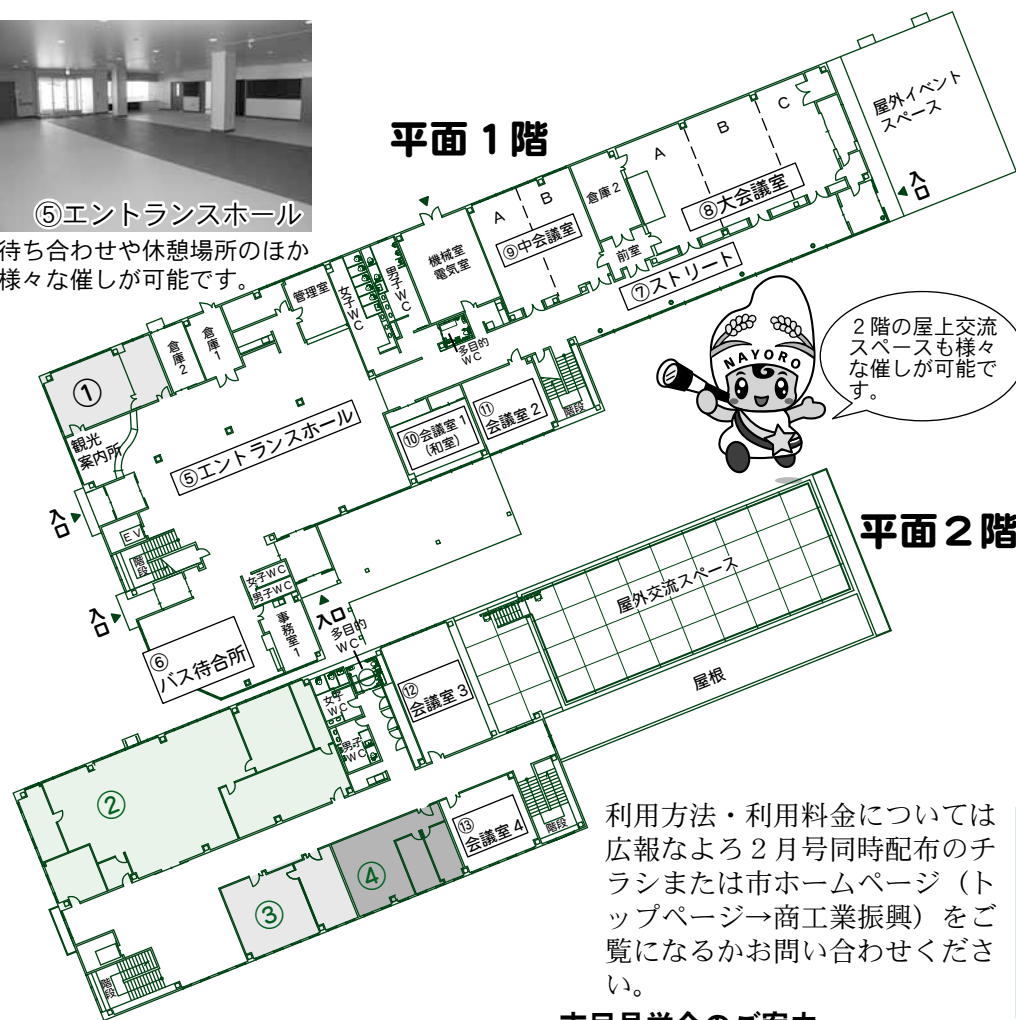 ⑤エントランスホール
待ち合わせや休憩場所のほか
様々な催しが可能です。
平面１階
屋外イベント
スペース
入口
A
B
C
⑧大会議室
倉庫２
前室
A
B
⑨中会議室
⑦ストリート
機械室
電気室
男子WC
女子WC
管理室
多目的
WC
倉庫１
倉庫２
①
観光
案内所
⑤エントランスホール
⑩会議室１
(和室)
⑪
会議室２
階段
入口
EV
階段
入口
女子WC
男子WC
事務室１
入口
⑥
バス待合所
NAYORO
２階の屋上交流
スペースも様々
な催しが可能で
す。
平面２階
屋外交流スペース
屋根
多目的
WC
女子
WC
男子
WC
⑫
会議室３
⑬
会議室４
階段
②
③
④
階段
利用方法・利用料金については
広報なよろ２月号同時配布のチ
ラシまたは市ホームページ（ト
ップページ→商工業振興）をご
覧になるかお問い合わせくださ
い。